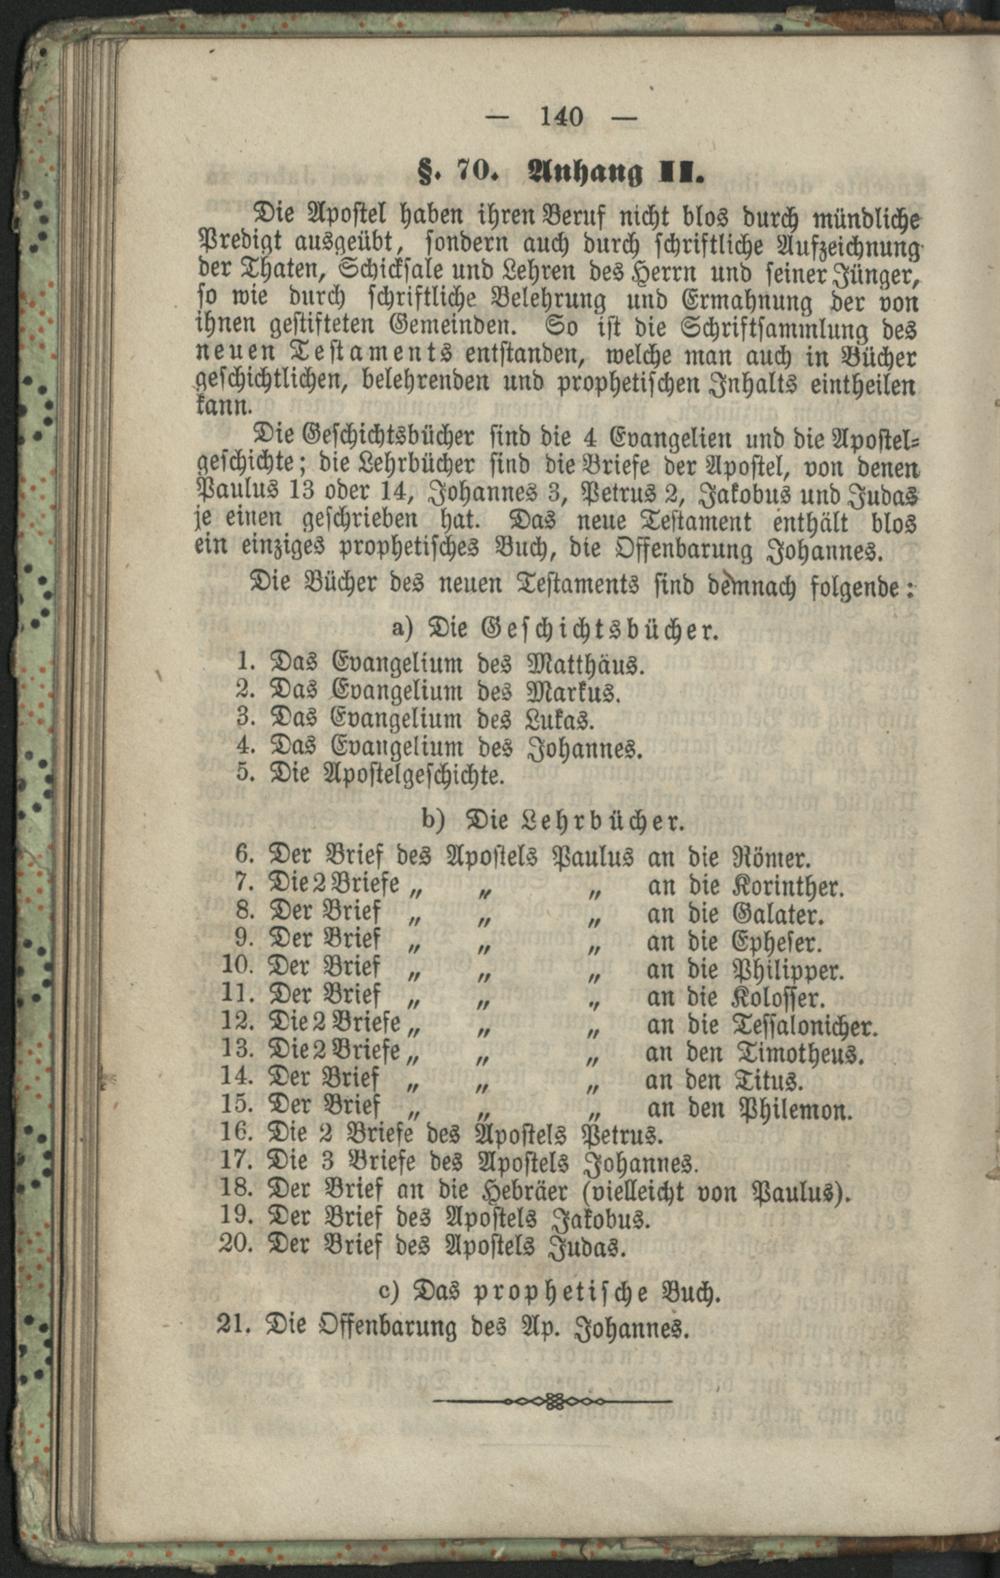 — 140 —
§. 70. Anhang II.
Die Apostel haben ihren Beruf nicht blos durch mündliche
Predigt ausgeübt, sondern auch durch schriftliche Aufzeichnung
der Thaten, Schicksale und Lehren des Herrn und seiner Jünger,
so wie durch schriftliche Belehrung und Ermahnung der von
ihnen gestifteten Gemeinden. So ist die Schriftsammlung des
neuen Testaments entstanden, welche man auch in Bücher
geschichtlichen, belehrenden und prophetischen Inhalts eintheilen
kann.
Die Geschichtsbücher sind die 4 Evangelien und die Apostel-
geschichte; die Lehrbücher sind die Briefe der Apostel, von denen
Paulus 13 oder 14, Johannes 3, Petrus 2, Jakobus und Judas
je einen geschrieben hat. Das neue Testament enthält blos
ein einziges prophetisches Buch, die Offenbarung Johannes.
Die Bücher des neuen Testaments sind demnach folgende:
a) Die Geschichtsbücher.
1. Das Evangelium des Matthäus.
2. Das Evangelium des Markus.
3. Das Evangelium des Lukas.
4. Das Evangelium des Johannes.
5. Die Apostelgeschichte.
b) Die Lehrbücher.
6. Der Brief des Apostels Paulus an die Römer.
7. Die 2 Briefe „ „ „ an die Korinther.
8. Der Brief „ „ „ an die Galater.
9. Der Brief „ „ „ an die Epheser.
10. Der Brief „ „ „ an die Philipper.
11. Der Brief „ „ „ an die Kolosser.
12. Die 2 Briefe „ „ „ an die Tessalonicher.
13. Die 2 Briefe „ „ „ an den Timotheus.
14. Der Brief „ „ „ an den Titus.
15. Der Brief „ „ „ an den Philemon.
16. Die 2 Briefe des Apostels Petrus.
17. Die 3 Briefe des Apostels Johannes.
18. Der Brief an die Hebräer (vielleicht von Paulus).
19. Der Brief des Apostels Jakobus.
20. Der Brief des Apostels Judas.
c) Das prophetische Buch.
21. Die Offenbarung des Ap. Johannes.